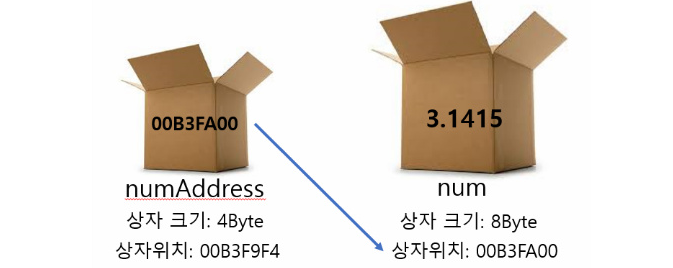 00B3FA00
numAddress
상자 크기: 4Byte
상자위치: 00B3F9F4
3.1415
num
상자 크기: 8Byte
상자위치: 00B3FA00